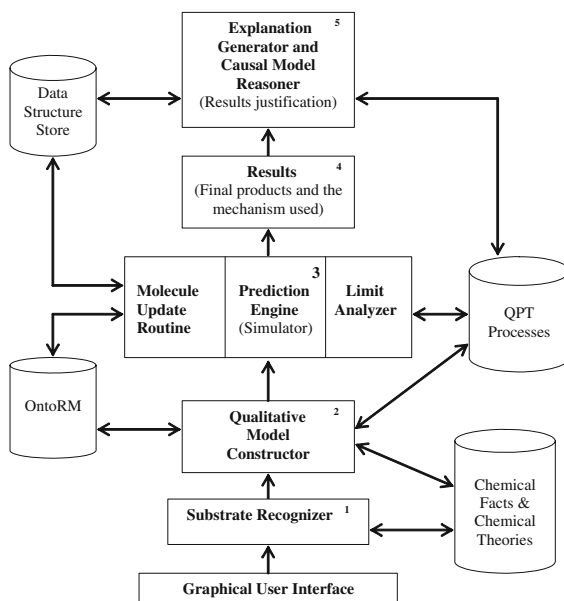 5
Explanation
Generator and
Causal Model
Reasoner
(Results justification)
Data
Structure
Store
4
Results
(Final products and the
mechanism used)
3
Molecule
Update
Routine
Prediction
Engine
(Simulator)
Limit
Analyzer
QPT
Processes
OntoRM
2
Qualitative
Model
Constructor
Chemical
Facts &
Chemical
Theories
Substrate Recognizer 1
Graphical User Interface